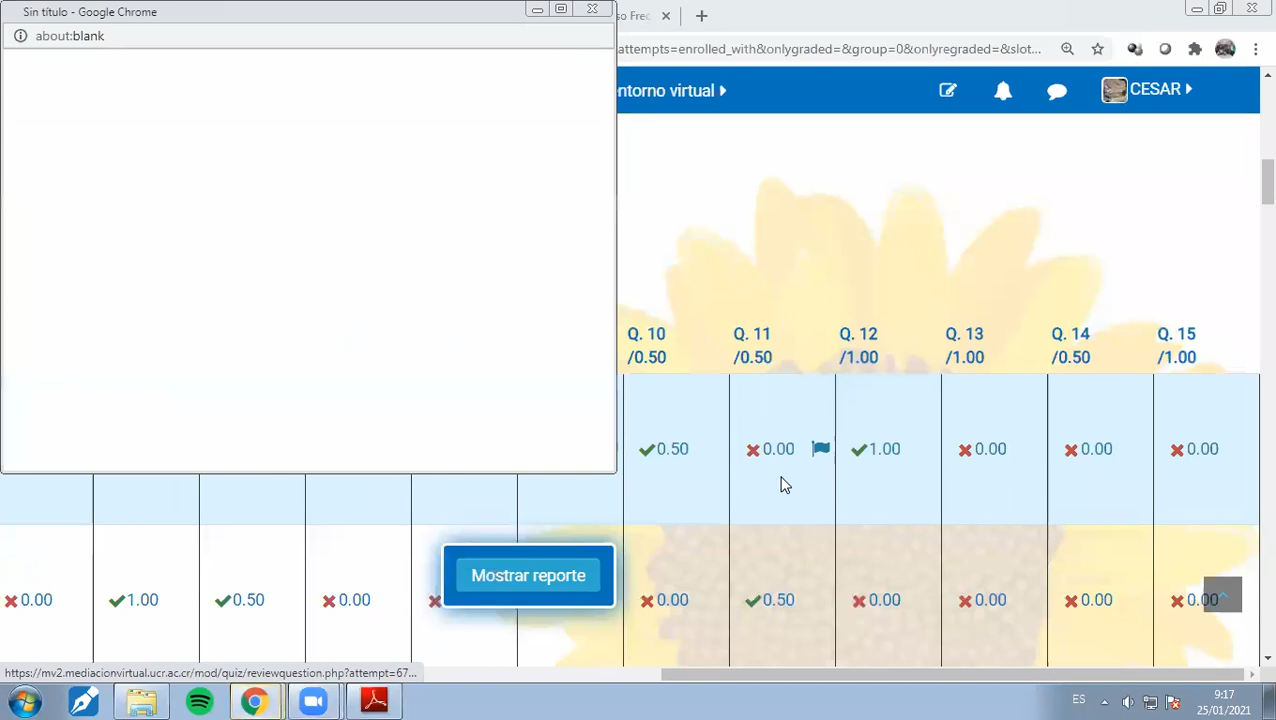 Sin título - Google Chrome
about:blank
so Frec
attempts=enrolled_with&onlygraded=&group=0&onlyregraded=&slot...
entorno virtual
CESAR
Q. 10 Q. 11 Q. 12 Q. 13 Q. 14 Q. 15
/0.50 /0.50 /1.00 /1.00 /0.50 /1.00
0.50 0.00 1.00 0.00 0.00 0.00
Mostrar reporte
0.00 1.00 0.50 0.00 0.00 0.50 0.00 0.00 0.00 0.00
https://mv2.mediacionvirtual.ucr.ac.cr/mod/quiz/reviewquestion.php?attempt=67...
ES
9:17
25/01/2021